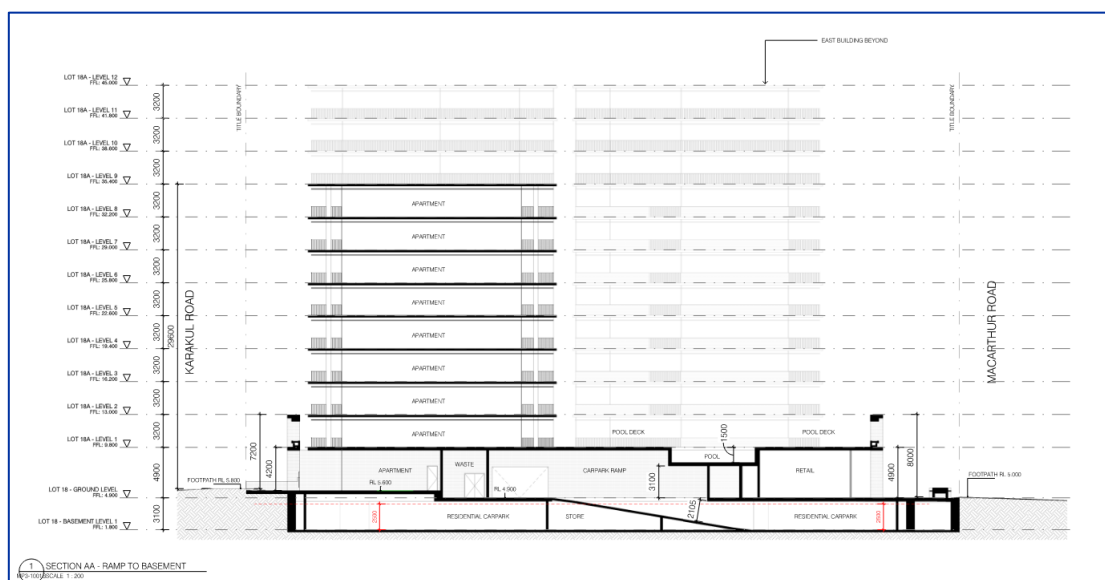 EAST BUILDING BEYOND
LOT 18A - LEVEL 12
FFL: 45.000
TITLE BOUNDARY
TITLE BOUNDARY
3200
LOT 18A - LEVEL 11
FFL: 41.800
3200
LOT 18A - LEVEL 10
FFL: 38.600
3200
LOT 18A - LEVEL 9
FFL: 35.400
3200
APARTMENT
LOT 18A - LEVEL 8
FFL: 32.200
3200
APARTMENT
LOT 18A - LEVEL 7
FFL: 29.000
3200
APARTMENT
LOT 18A - LEVEL 6
FFL: 25.800
3200
APARTMENT
LOT 18A - LEVEL 5
FFL: 22.600
29600
KARAKUL ROAD
MACARTHUR ROAD
3200
APARTMENT
LOT 18A - LEVEL 4
FFL: 19.400
3200
APARTMENT
LOT 18A - LEVEL 3
FFL: 16.200
3200
APARTMENT
LOT 18A - LEVEL 2
FFL: 13.000
3200
APARTMENT
POOL DECK
1500
POOL DECK
LOT 18A - LEVEL 1
FFL: 9.800
7200
8000
4200
4900
POOL
APARTMENT
WASTE
CARPARK RAMP
3100
RETAIL
4900
FOOTPATH RL 5.800
RL 5.600
RL 4.900
FOOTPATH RL 5.000
LOT 18 - GROUND LEVEL
FFL: 4.900
3100
RESIDENTIAL CARPARK
STORE
2105
RESIDENTIAL CARPARK
LOT 18 - BASEMENT LEVEL 1
FFL: 1.800
1
SECTION AA - RAMP TO BASEMENT
SCALE 1 : 200